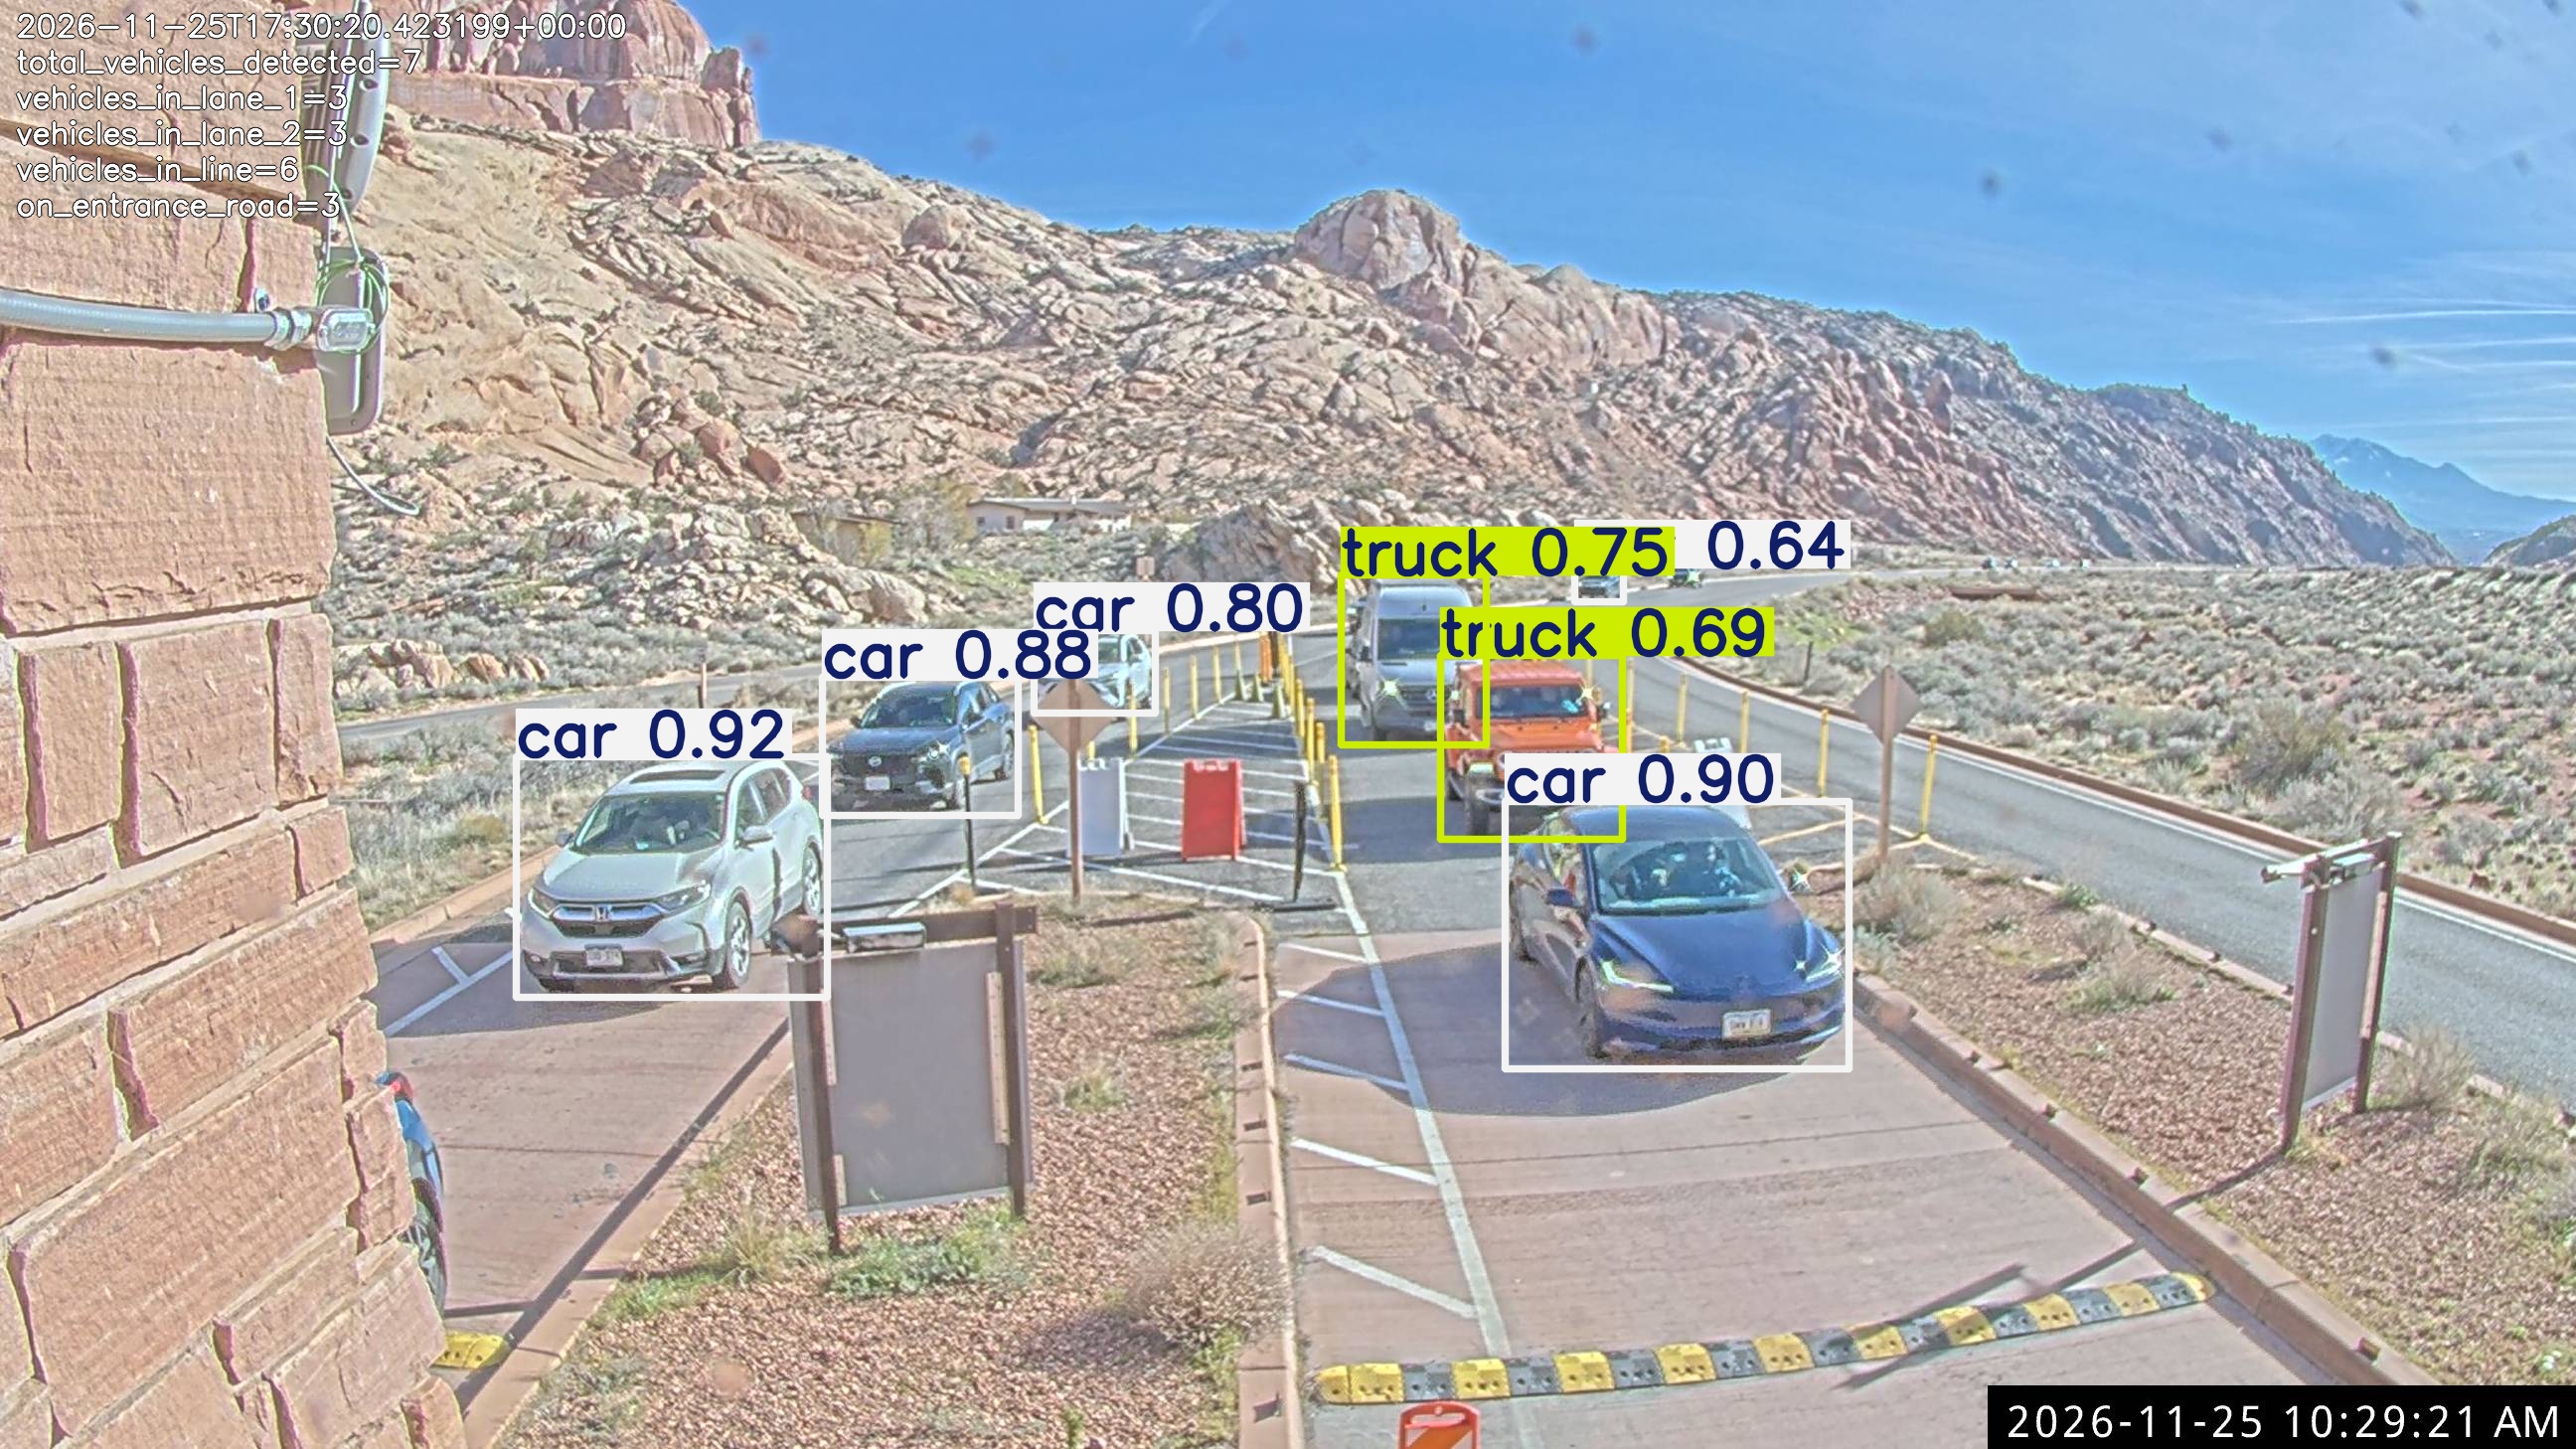 2026-11-25T17:30:20.423199+00:00
total_vehicles_detected=7
vehicles_in_lane_1=3
vehicles_in_lane_2=3
vehicles_in_line=6
on_entrance_road=3
truck 0.75
0.64
car 0.80
truck 0.69
car 0.88
car 0.92
car 0.90
2026-11-25 10:29:21 AM